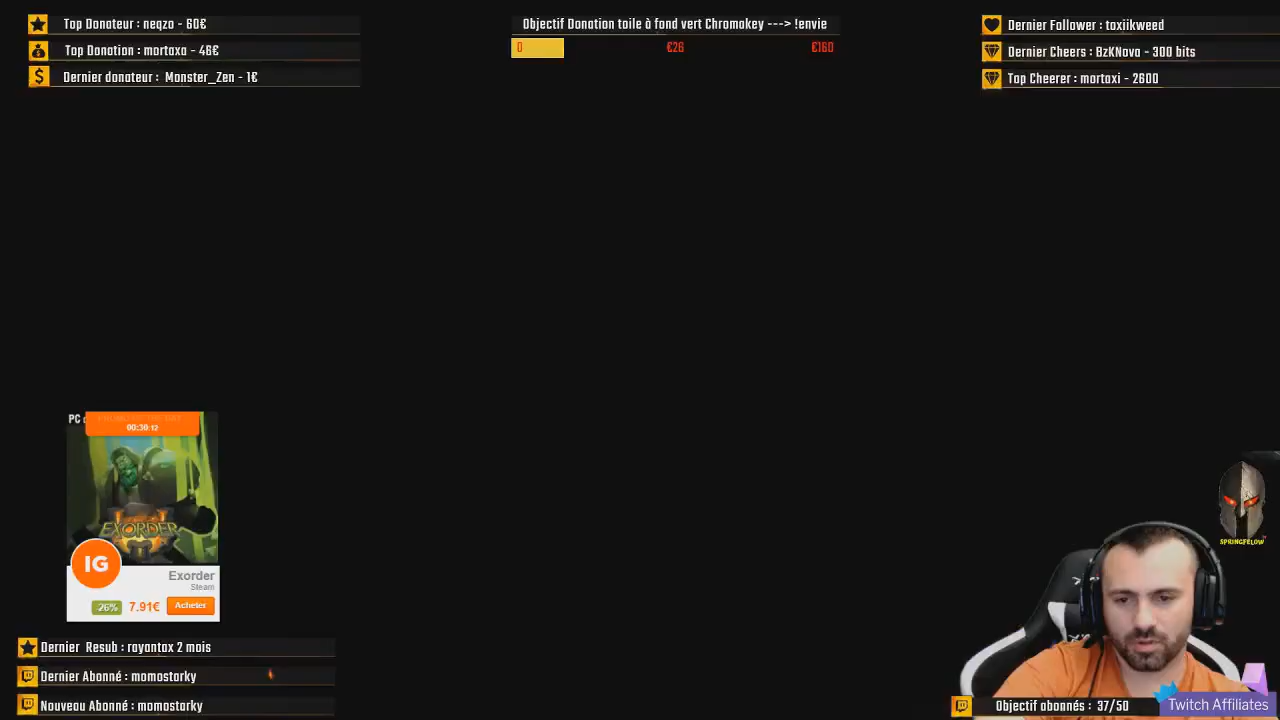 Top Donateur : neqza - 60€
Top Donation : mortaxa - 46€
Dernier donateur : Monster_Zen - 1€
Objectif Donation toile à fond vert Chromakey ---> !envie
0 €26 €160
Dernier Follower : toxiikweed
Dernier Cheers : BzKNova - 300 bits
Top Cheerer : mortaxi - 2600
PC
00:30:12
EXORDER
IG
Exorder
Steam
-26% 7.91€ Acheter
SPRINGFELOW
Dernier Resub : rayantax 2 mois
Dernier Abonné : momostarky
Nouveau Abonné : momostarky
Objectif abonnés : 37/50
Twitch Affiliates